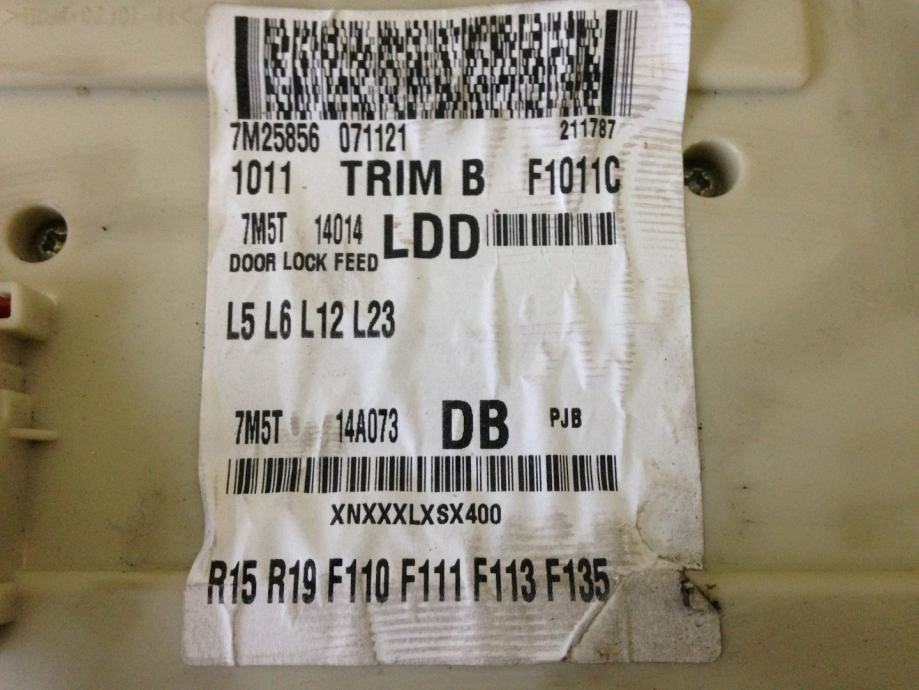 7M25856 071121 211787
1011 TRIM B F1011C
7M5T 14014 LDD
DOOR LOCK FEED
L5 L6 L12 L23
7M5T 14A073 DB PJB
XNXXXLXSX400
R15 R19 F110 F111 F113 F135